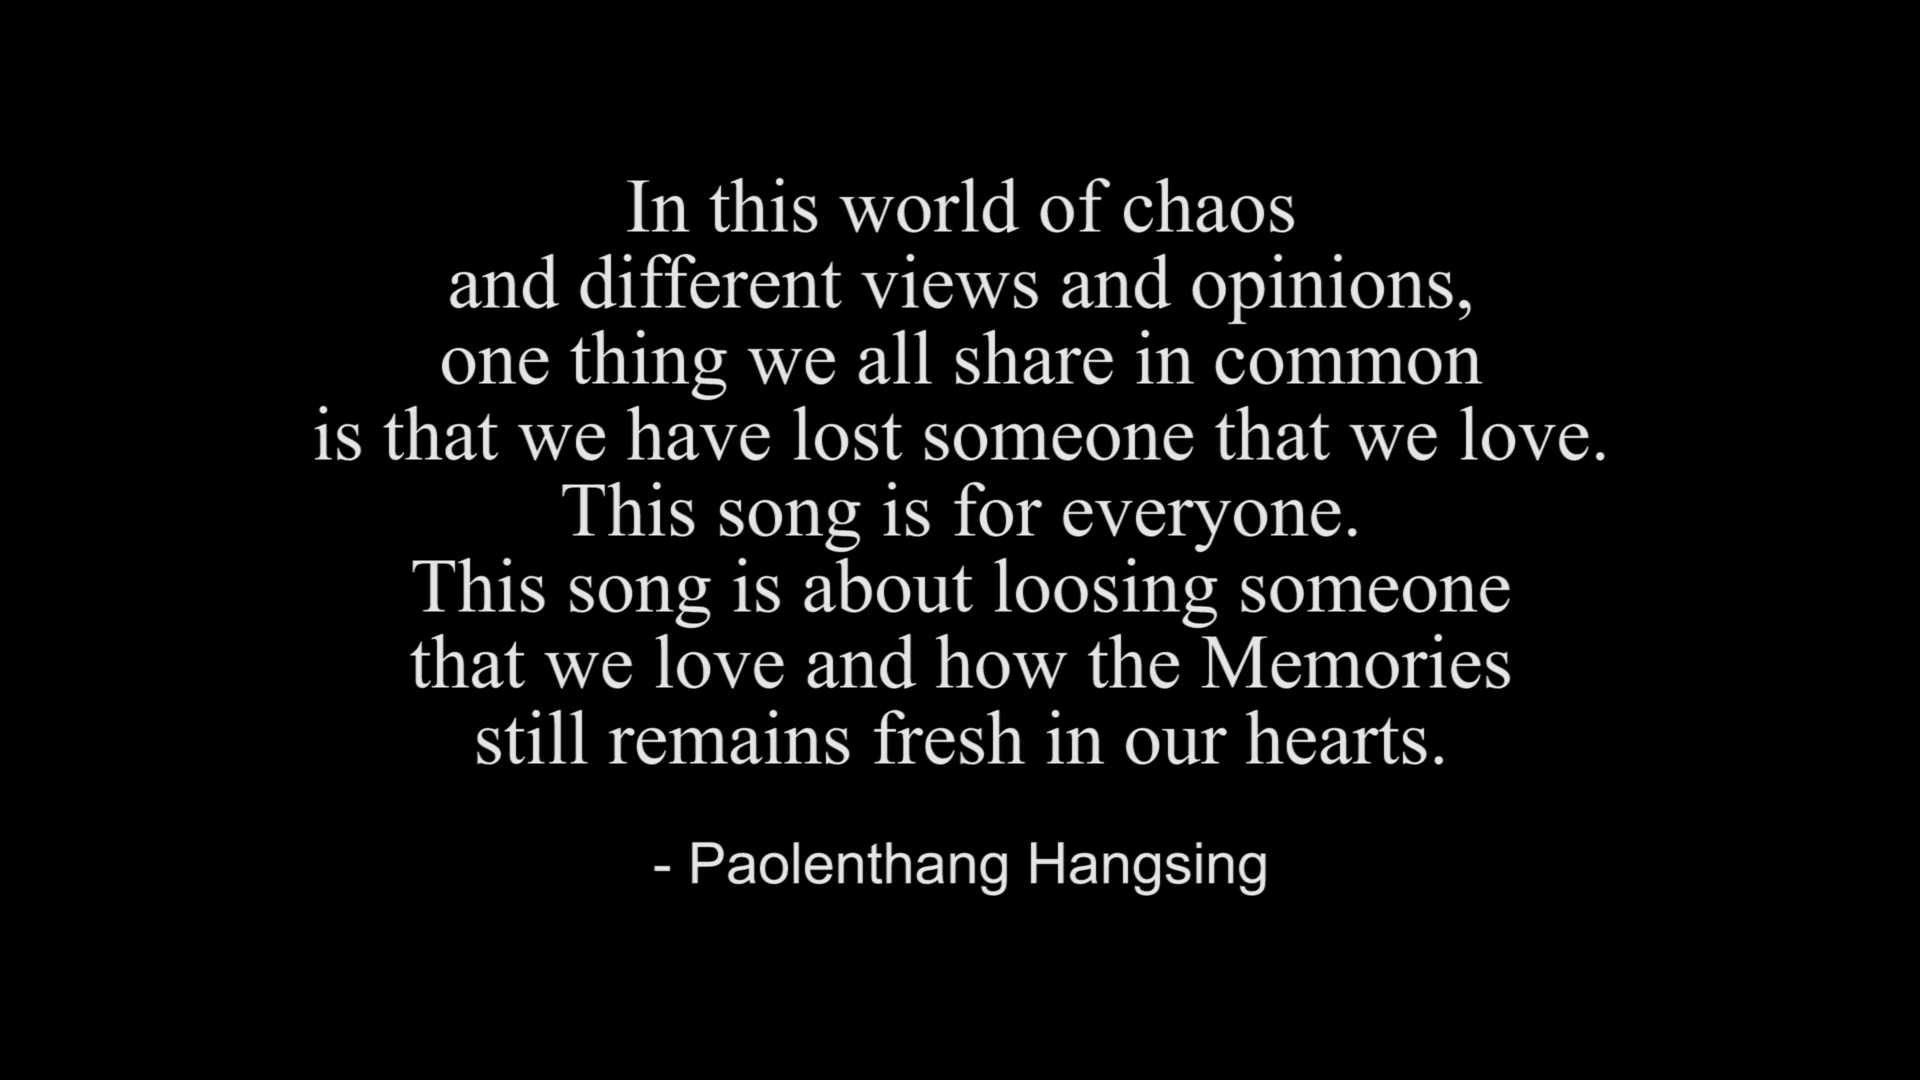 In this world of chaos
and different views and opinions,
one thing we all share in common
is that we have lost someone that we love.
This song is for everyone.
This song is about loosing someone
that we love and how the Memories
still remains fresh in our hearts.
- Paolenthang Hangsing